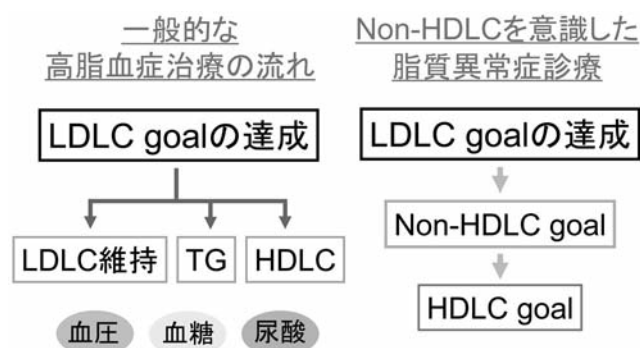 一般的な
高脂血症治療の流れ
LDLC goalの達成
LDLC維持
TG
HDLC
血圧
血糖
尿酸
Non-HDLCを意識した
脂質異常症診療
LDLC goalの達成
Non-HDLC goal
HDLC goal